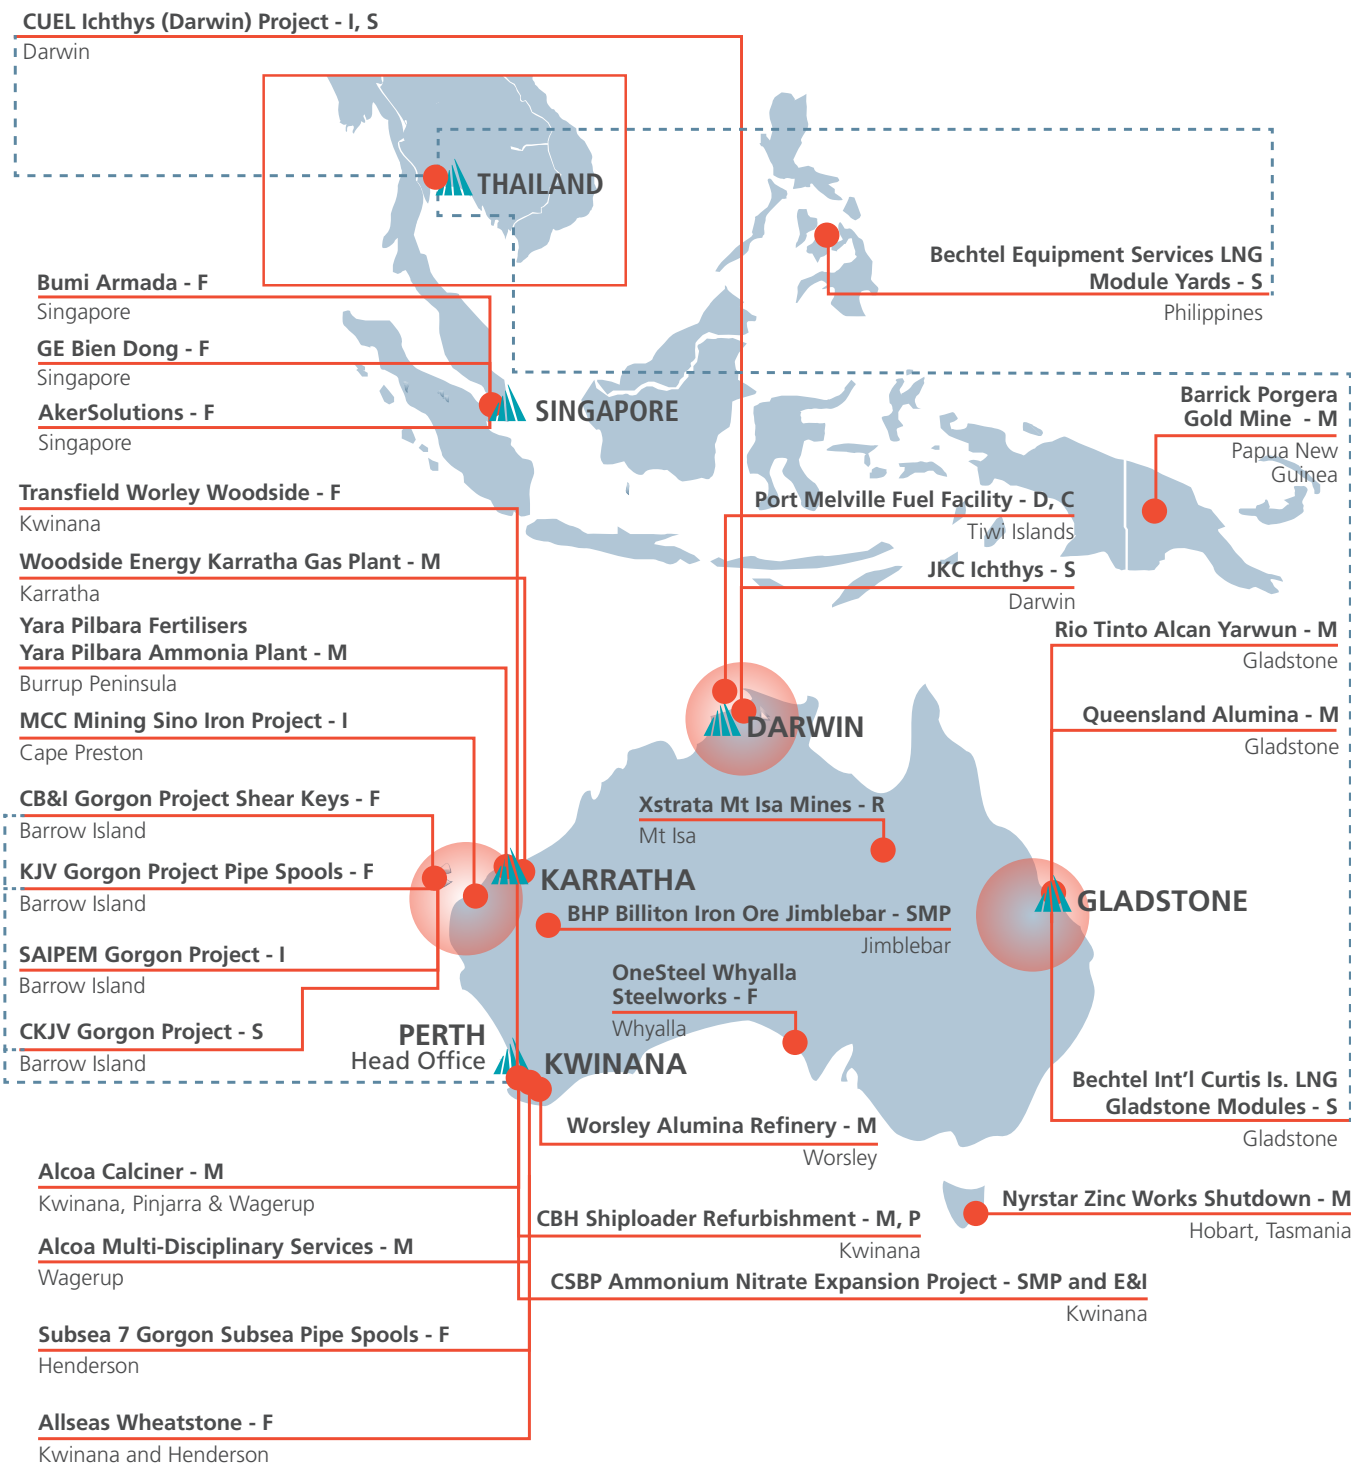 CUEL Ichthys (Darwin) Project - I, S
Darwin
THAILAND
Bechtel Equipment Services LNG
Module Yards - S
Philippines
Bumi Armada - F
Singapore
GE Bien Dong - F
Singapore
AkerSolutions - F
Singapore
SINGAPORE
Barrick Porgera
Gold Mine - M
Papua New
Guinea
Transfield Worley Woodside - F
Kwinana
Port Melville Fuel Facility - D, C
Tiwi Islands
Woodside Energy Karratha Gas Plant - M
Karratha
JKC Ichthys - S
Darwin
Yara Pilbara Fertilisers
Yara Pilbara Ammonia Plant - M
Burrup Peninsula
Rio Tinto Alcan Yarwun - M
Gladstone
MCC Mining Sino Iron Project - I
Cape Preston
DARWIN
Queensland Alumina - M
Gladstone
CB&I Gorgon Project Shear Keys - F
Barrow Island
Xstrata Mt Isa Mines - R
Mt Isa
KJV Gorgon Project Pipe Spools - F
Barrow Island
KARRATHA
GLADSTONE
BHP Billiton Iron Ore Jimblebar - SMP
Jimblebar
SAIPEM Gorgon Project - I
Barrow Island
OneSteel Whyalla
Steelworks - F
Whyalla
CKJV Gorgon Project - S
Barrow Island
PERTH
Head Office
KWINANA
Bechtel Int’l Curtis Is. LNG
Gladstone Modules - S
Gladstone
Worsley Alumina Refinery - M
Worsley
Alcoa Calciner - M
Kwinana, Pinjarra & Wagerup
Nyrstar Zinc Works Shutdown - M
Hobart, Tasmania
CBH Shiploader Refurbishment - M, P
Kwinana
Alcoa Multi-Disciplinary Services - M
Wagerup
CSBP Ammonium Nitrate Expansion Project - SMP and E&I
Kwinana
Subsea 7 Gorgon Subsea Pipe Spools - F
Henderson
Allseas Wheatstone - F
Kwinana and Henderson